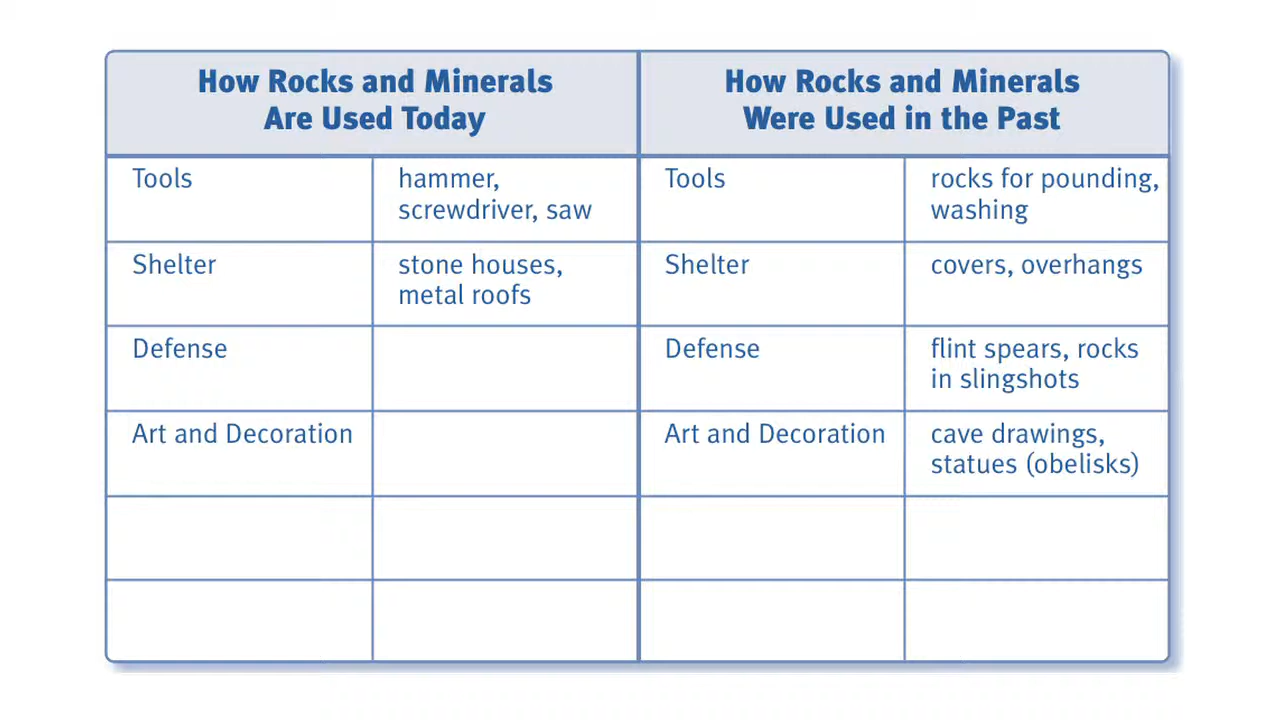 How Rocks and Minerals
Are Used Today
How Rocks and Minerals
Were Used in the Past
Tools
hammer,
screwdriver, saw
Tools
rocks for pounding,
washing
Shelter
stone houses,
metal roofs
Shelter
covers, overhangs
Defense
Defense
flint spears, rocks
in slingshots
Art and Decoration
Art and Decoration
cave drawings,
statues (obelisks)